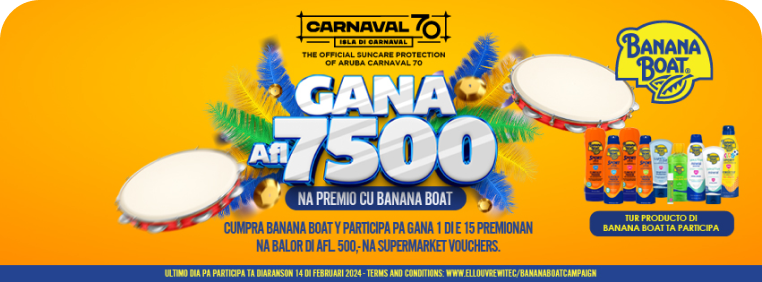 CARNAVAL 70
ISLA DI CARNAVAL
THE OFFICIAL SUNCARE PROTECTION
OF ARUBA CARNAVAL 70
BANANA
BOAT®
GANA
Afl 7500
NA PREMIO CU BANANA BOAT
CUMPRA BANANA BOAT Y PARTICIPA PA GANA 1 DI E 15 PREMIONAN
NA BALOR DI AFL. 500,- NA SUPERMARKET VOUCHERS.
TUR PRODUCTO DI
BANANA BOAT TA PARTICIPA
ULTIMO DIA PA PARTICIPA TA DIARANSON 14 DI FEBRUARI 2024 - TERMS AND CONDITIONS: WWW.ELLOUVREWITEC/BANANABOATCAMPAIGN